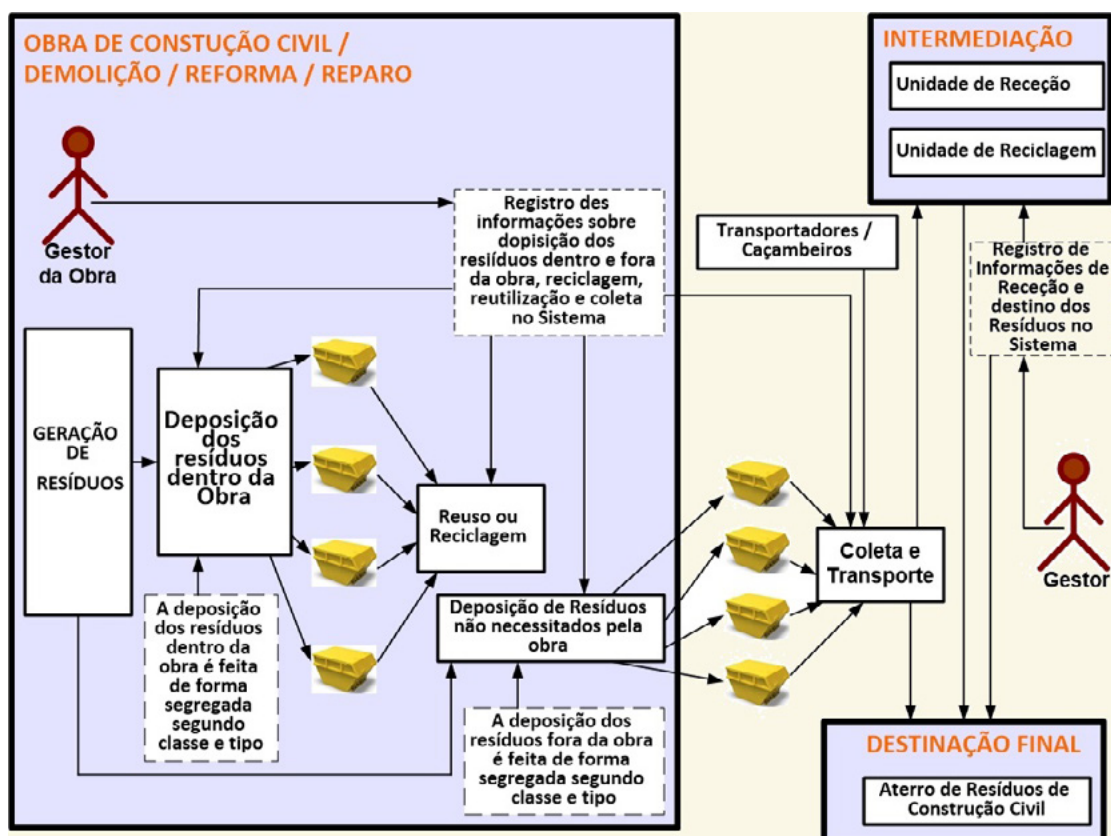 OBRA DE CONSTUÇÃO CIVIL /
DEMOLIÇÃO / REFORMA / REPARO
Gestor
da Obra
Registro des
informações sobre
dopisição dos
resiíduos dentro e fora
da obra, reciclagem,
reutilização e coleta
no Sistema
GERAÇÃO
DE
RESÍDUOS
Deposição
dos
resíduos
dentro da
Obra
Reuso ou
Reciclagem
A deposição
dos resíduos
dentro da
obra é feita
de forma
segregada
segundo
classe e tipo
Deposição de Resíduos
não necessitados pela
obra
A deposição dos
resíduos fora da obra
é feita de forma
segregada segundo
classe e tipo
Transportadores /
Caçambeiros
Coleta e
Transporte
INTERMEDIAÇÃO
Unidade de Receção
Unidade de Reciclagem
Registro de
Informações de
Receção e
destino dos
Resíduos no
Sistema
Gestor
DESTINAÇÃO FINAL
Aterro de Resíduos de
Construção Civil